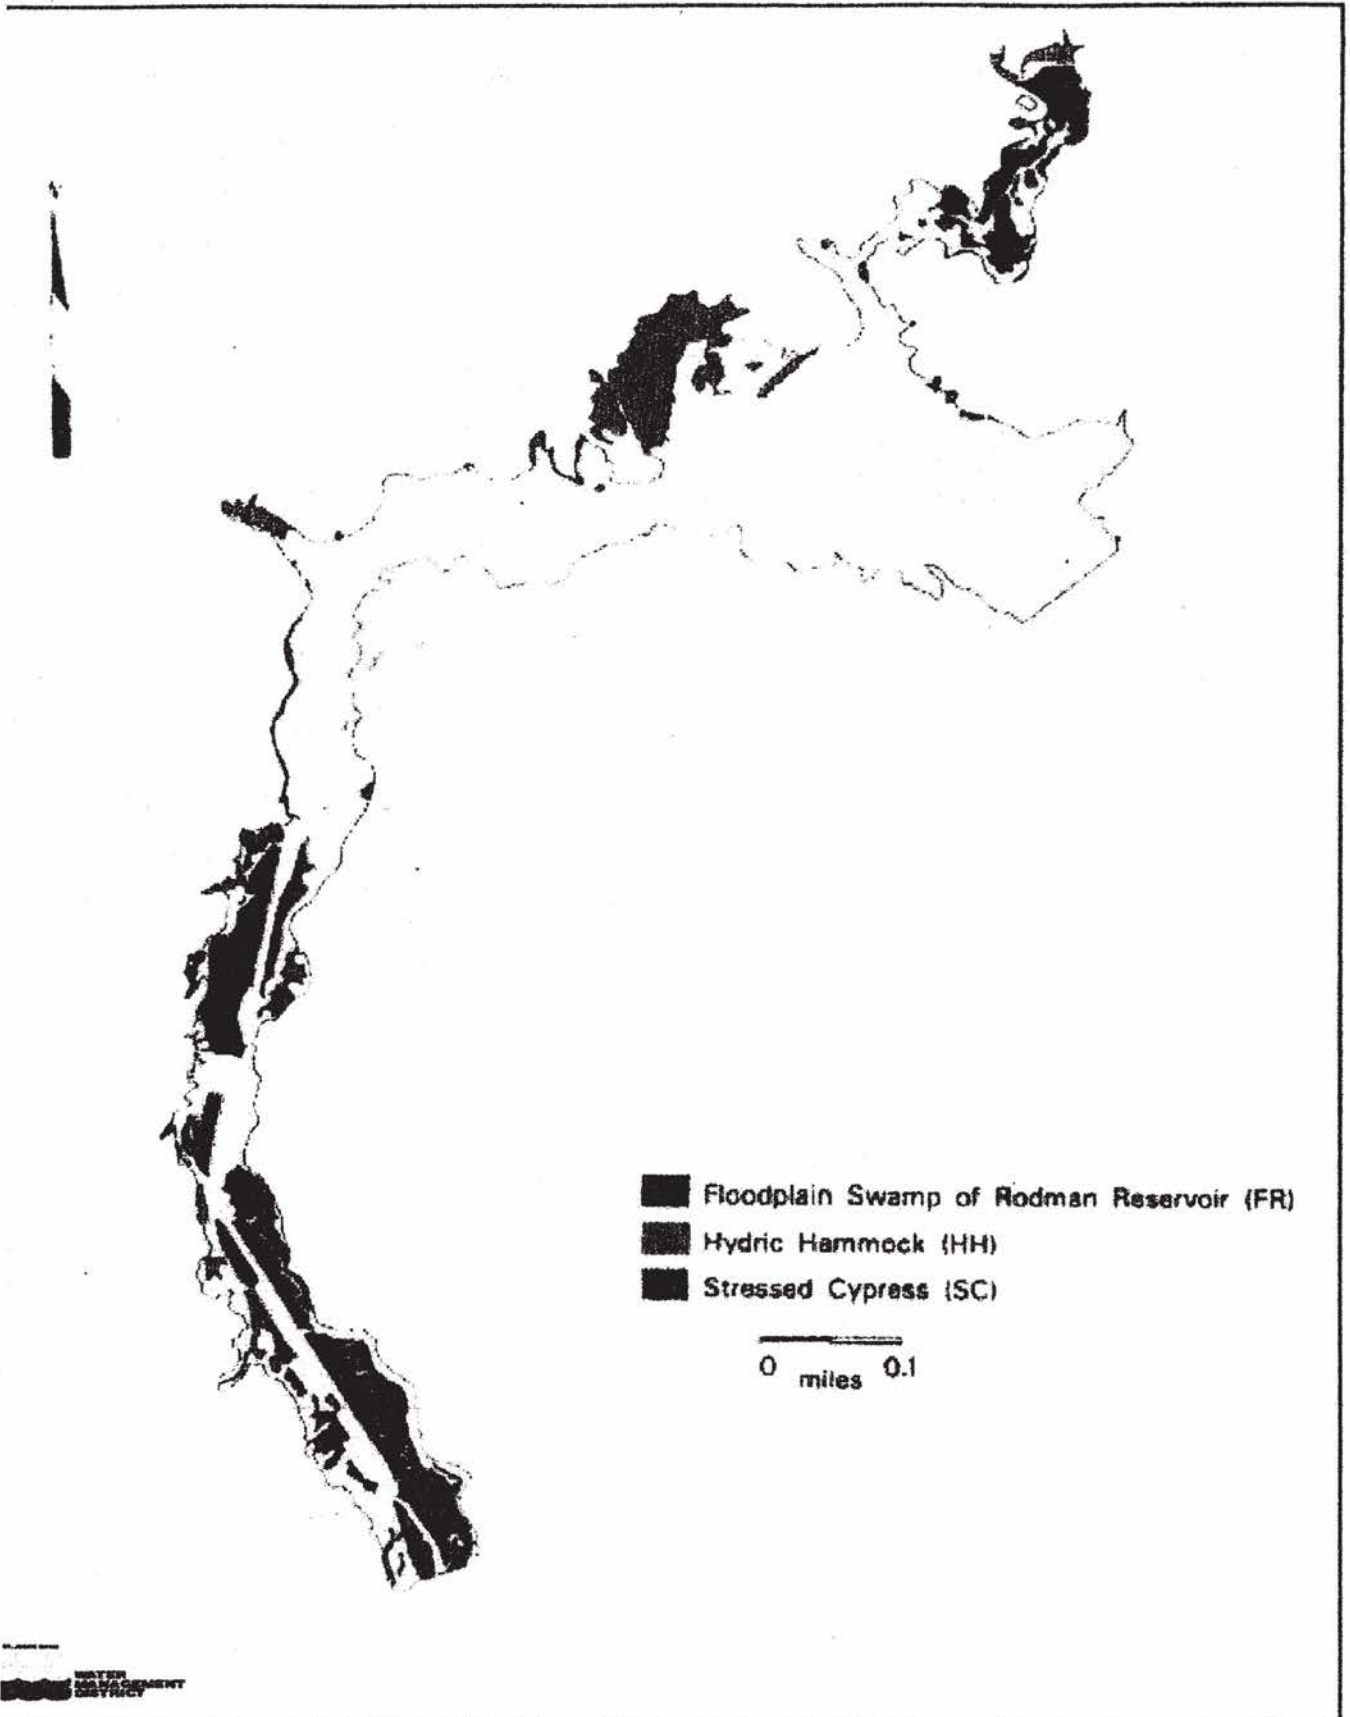 Floodplain Swamp of Rodman Reservoir (FR)
Hydric Hammock (HH)
Stressed Cypress (SC)
0 miles 0.1
WATER
MANAGEMENT
DISTRICT